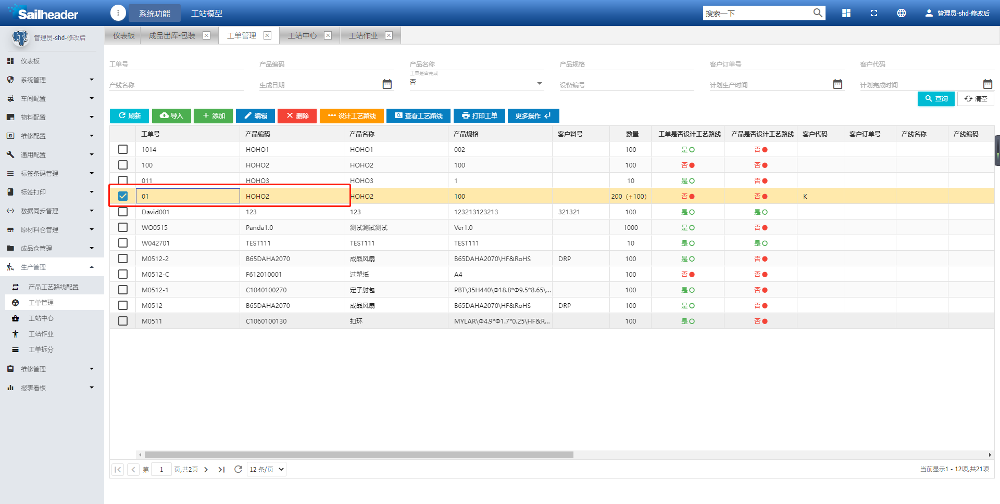 Sailheader 系统功能 工站模型 搜索一下 管理员-shd-修改后
管理员-shd-修改后
仪表板 成品出库-包装 工单管理 工站中心 工站作业
仪表板
系统管理
车间配置
物料配置
维修配置
通用配置
标签条码管理
标签打印
数据同步管理
原材料仓管理
成品仓管理
生产管理
产品工艺路线配置
工单管理
工站中心
工站作业
工单拆分
维修管理
报表看板
工单号 产品编码 产品名称 产品规格 客户订单号 客户代码
工单是否完成
产线名称 生成日期 否 设备编号 计划生产时间 计划完成时间
查询 清空
刷新 导入 添加 编辑 删除 设计工艺路线 查看工艺路线 打印工单 更多操作
工单号 产品编码 产品名称 产品规格 客户料号 数量 工单是否设计工艺路线 产品是否设计工艺路线 客户代码 客户订单号 产线名称 产线编码
1014 HOHO1 HOHO1 002 100 是 否
100 HOHO2 HOHO2 100 100 否 否
011 HOHO3 HOHO3 1 10 是 否
01 HOHO2 HOHO2 100 200（+100） 否 否 K
David001 123 123 123213123213 321321 100 是 是
WO0515 Panda1.0 测试测试测试 Ver1.0 1000 是 否
W042701 TEST111 TEST111 TEST111 10 是 是
M0512-2 B65DAHA2070 成品风扇 B65DAHA2070\HF&RoHS DRP 100 是 否
M0512-C F612010001 过塑纸 A4 100 否 否
M0512-1 C1040100270 定子射包 PBT\35H440\Φ18.8*Φ9.5*8.65\... 100 是 否
M0512 B65DAHA2070 成品风扇 B65DAHA2070\HF&RoHS DRP 100 是 否
M0511 C1060100130 扣环 MYLAR\Φ4.9*Φ1.7*0.25\HF&R... 100 是 否
第 1 页,共2页 12 条/页 当前显示1 - 12项,共21项